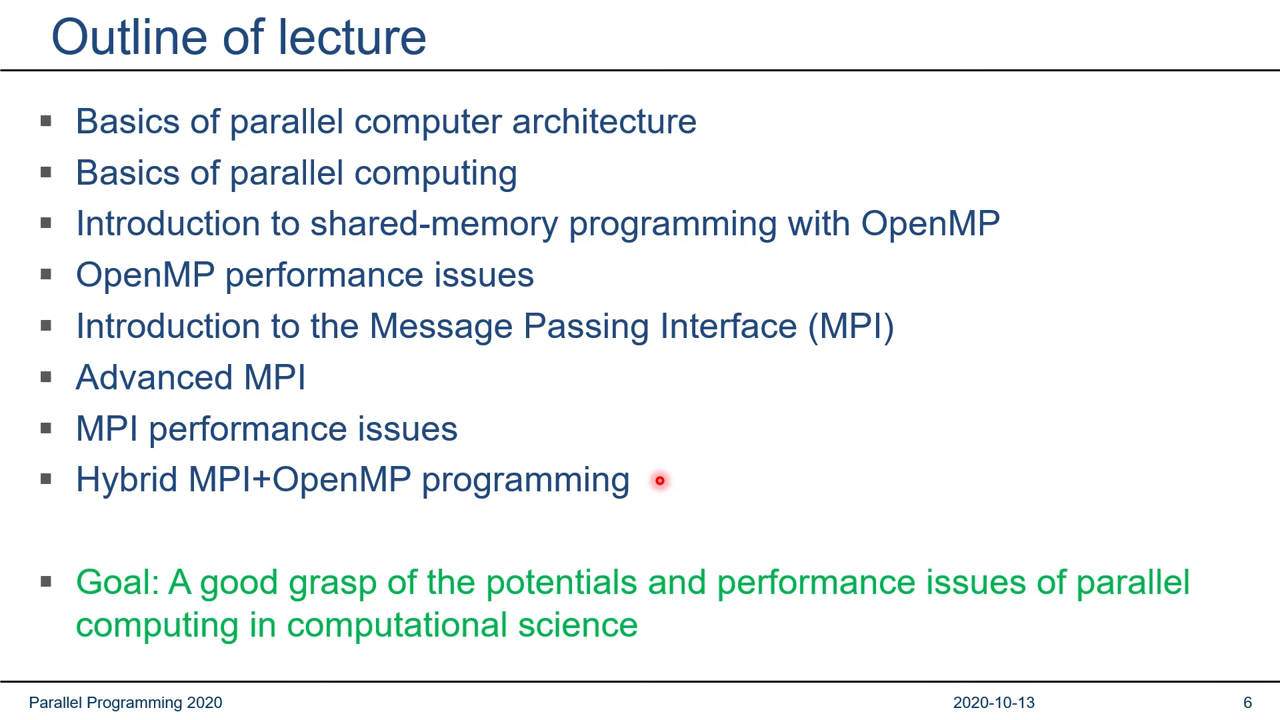 Outline of lecture
▪ Basics of parallel computer architecture
▪ Basics of parallel computing
▪ Introduction to shared-memory programming with OpenMP
▪ OpenMP performance issues
▪ Introduction to the Message Passing Interface (MPI)
▪ Advanced MPI
▪ MPI performance issues
▪ Hybrid MPI+OpenMP programming
▪ Goal: A good grasp of the potentials and performance issues of parallel
computing in computational science
Parallel Programming 2020 2020-10-13 6